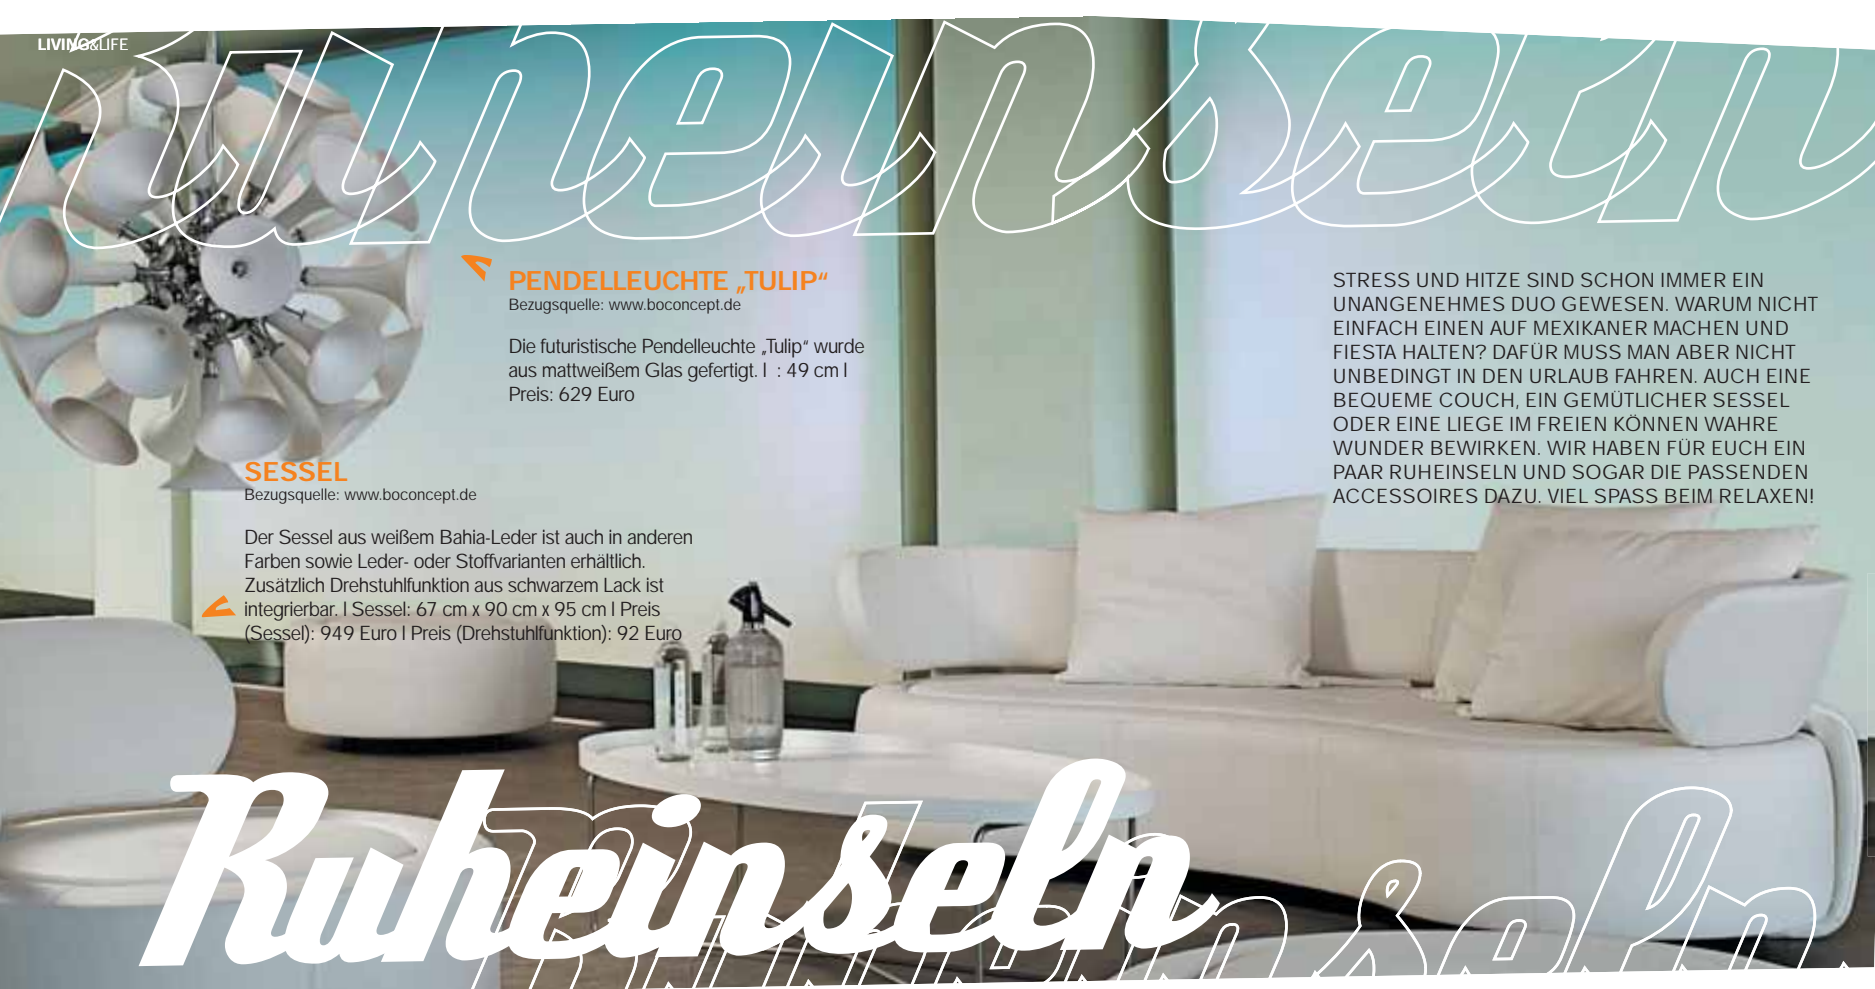 LIVING&LIFE
Ruheinseln
PENDELLEUCHTE „TULIP“
Bezugsquelle: www.boconcept.de
Die futuristische Pendelleuchte „Tulip“ wurde
aus mattweißem Glas gefertigt. I : 49 cm I
Preis: 629 Euro
SESSEL
Bezugsquelle: www.boconcept.de
Der Sessel aus weißem Bahia-Leder ist auch in anderen
Farben sowie Leder- oder Stoffvarianten erhältlich.
Zusätzlich Drehstuhlfunktion aus schwarzem Lack ist
integrierbar. I Sessel: 67 cm x 90 cm x 95 cm I Preis
(Sessel): 949 Euro I Preis (Drehstuhlfunktion): 92 Euro
STRESS UND HITZE SIND SCHON IMMER EIN
UNANGENEHMES DUO GEWESEN. WARUM NICHT
EINFACH EINEN AUF MEXIKANER MACHEN UND
FIESTA HALTEN? DAFÜR MUSS MAN ABER NICHT
UNBEDINGT IN DEN URLAUB FAHREN. AUCH EINE
BEQUEME COUCH, EIN GEMÜTLICHER SESSEL
ODER EINE LIEGE IM FREIEN KÖNNEN WAHRE
WUNDER BEWIRKEN. WIR HABEN FÜR EUCH EIN
PAAR RUHEINSELN UND SOGAR DIE PASSENDEN
ACCESSOIRES DAZU. VIEL SPASS BEIM RELAXEN!
Ruheinseln
Ruheinseln